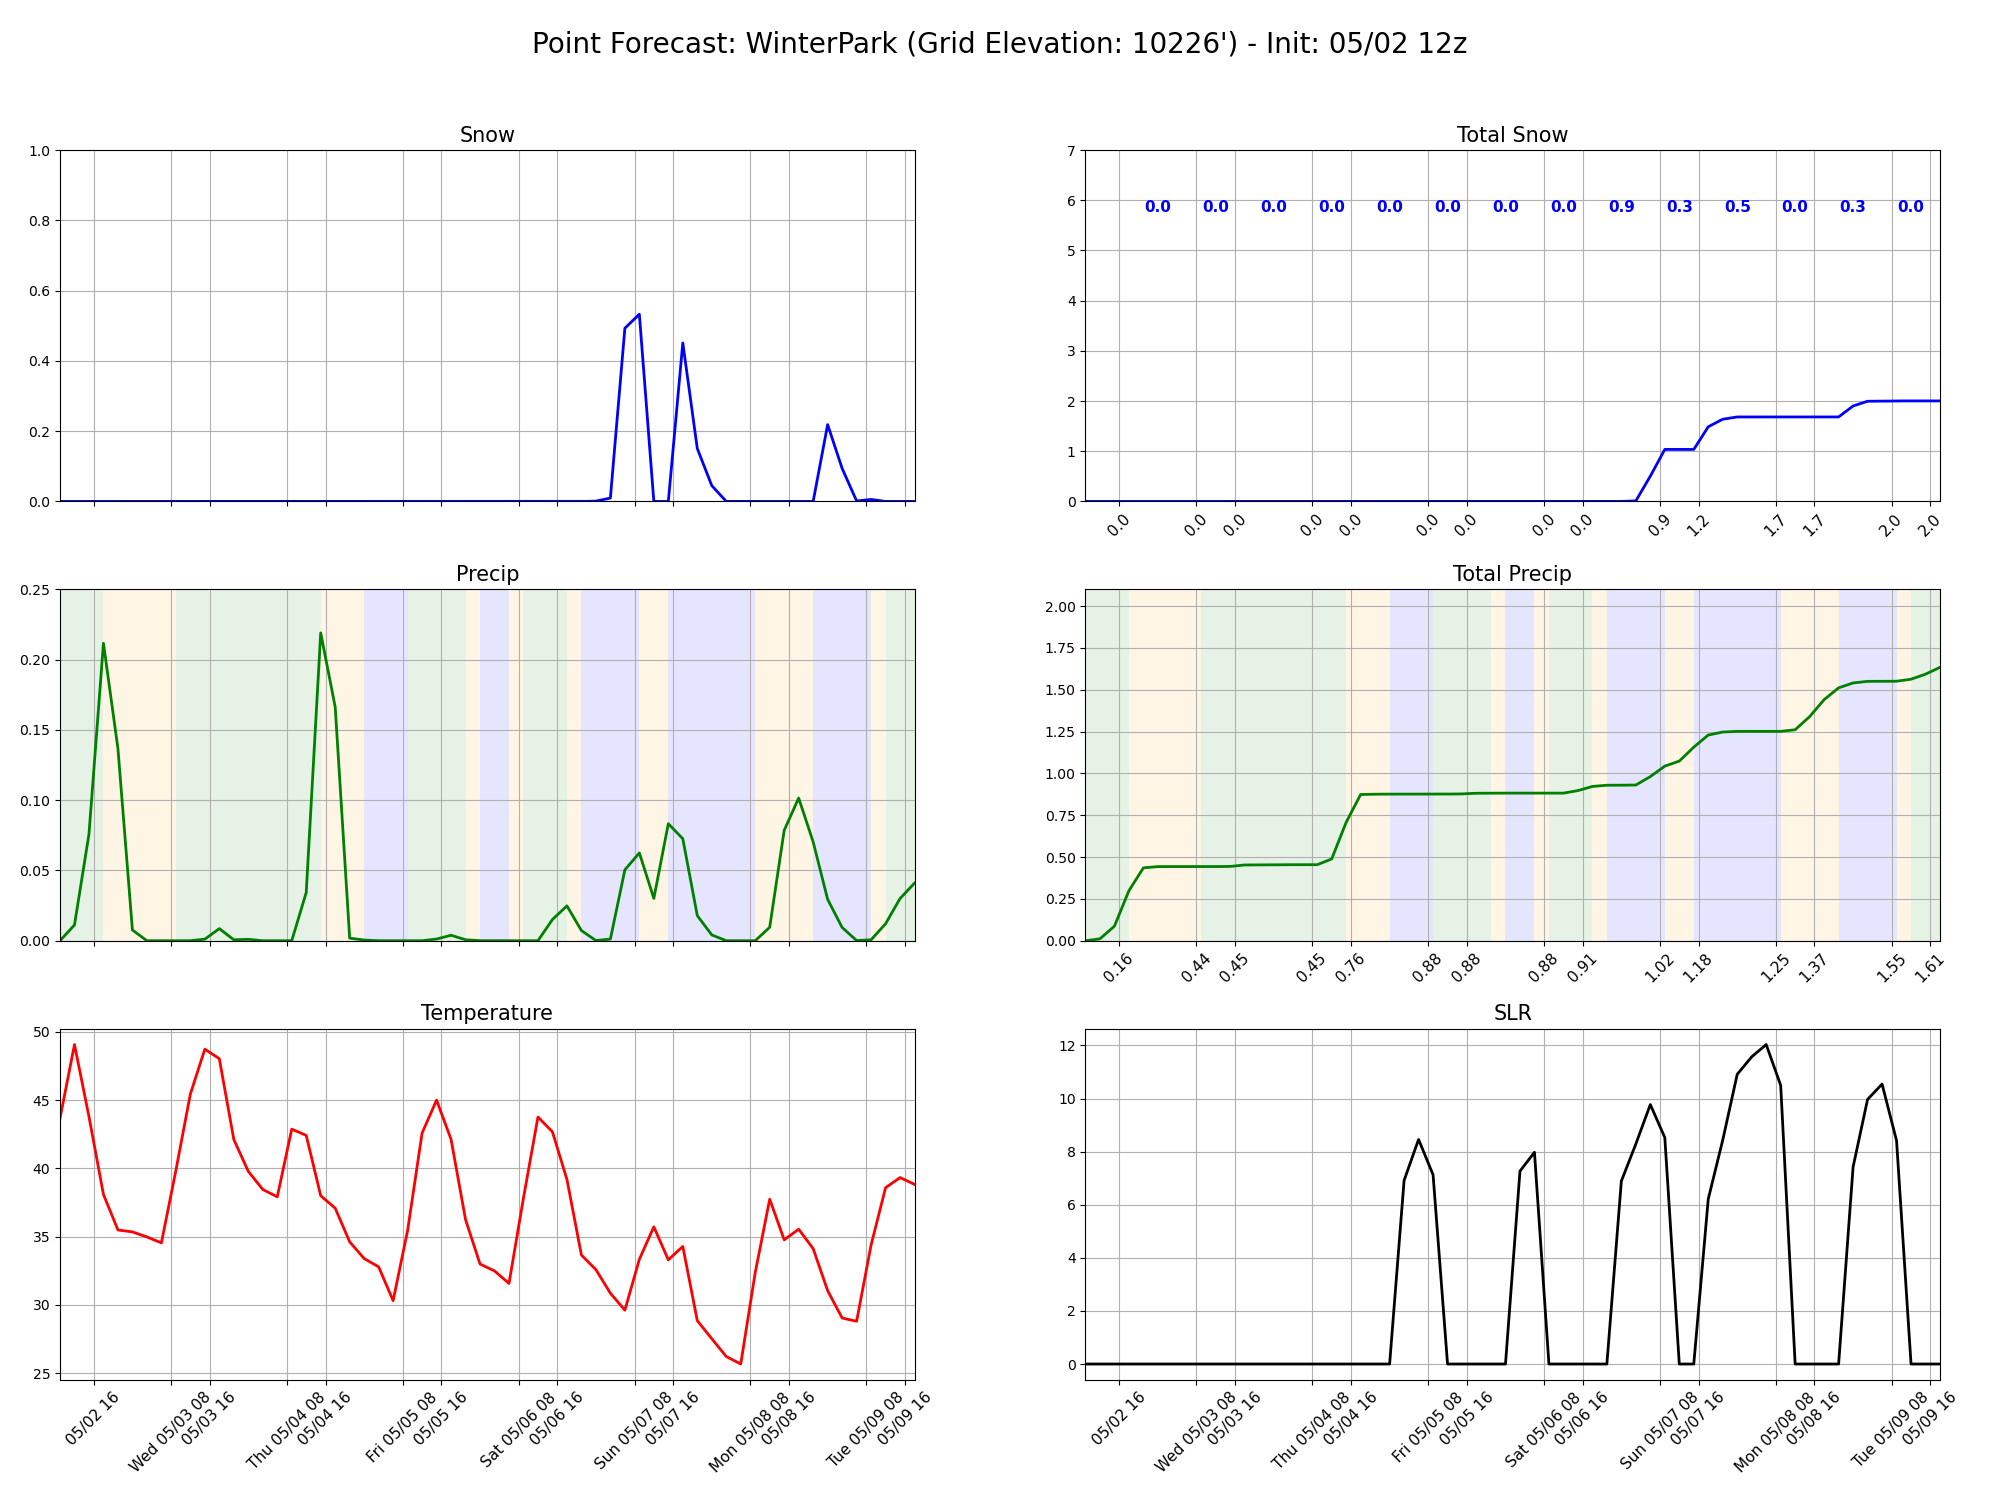 Point Forecast: WinterPark (Grid Elevation: 10226') - Init: 05/02 12z
Snow
1.0
0.8
0.6
0.4
0.2
0.0
Total Snow
7
6
5
4
3
2
1
0
0.0 0.0 0.0 0.0 0.0 0.0 0.0 0.0 0.9 0.3 0.5 0.0 0.3 0.0
0.0 0.0 0.0 0.0 0.0 0.0 0.0 0.0 0.0 0.9 1.2 1.7 1.7 2.0 2.0
Precip
0.25
0.20
0.15
0.10
0.05
0.00
Total Precip
2.00
1.75
1.50
1.25
1.00
0.75
0.50
0.25
0.00
0.16 0.44 0.45 0.45 0.76 0.88 0.88 0.88 0.91 1.02 1.18 1.25 1.37 1.55 1.61
Temperature
50
45
40
35
30
25
05/02 16
Wed 05/03 08
05/03 16
Thu 05/04 08
05/04 16
Fri 05/05 08
05/05 16
Sat 05/06 08
05/06 16
Sun 05/07 08
05/07 16
Mon 05/08 08
05/08 16
Tue 05/09 08
05/09 16
SLR
12
10
8
6
4
2
0
05/02 16
Wed 05/03 08
05/03 16
Thu 05/04 08
05/04 16
Fri 05/05 08
05/05 16
Sat 05/06 08
05/06 16
Sun 05/07 08
05/07 16
Mon 05/08 08
05/08 16
Tue 05/09 08
05/09 16